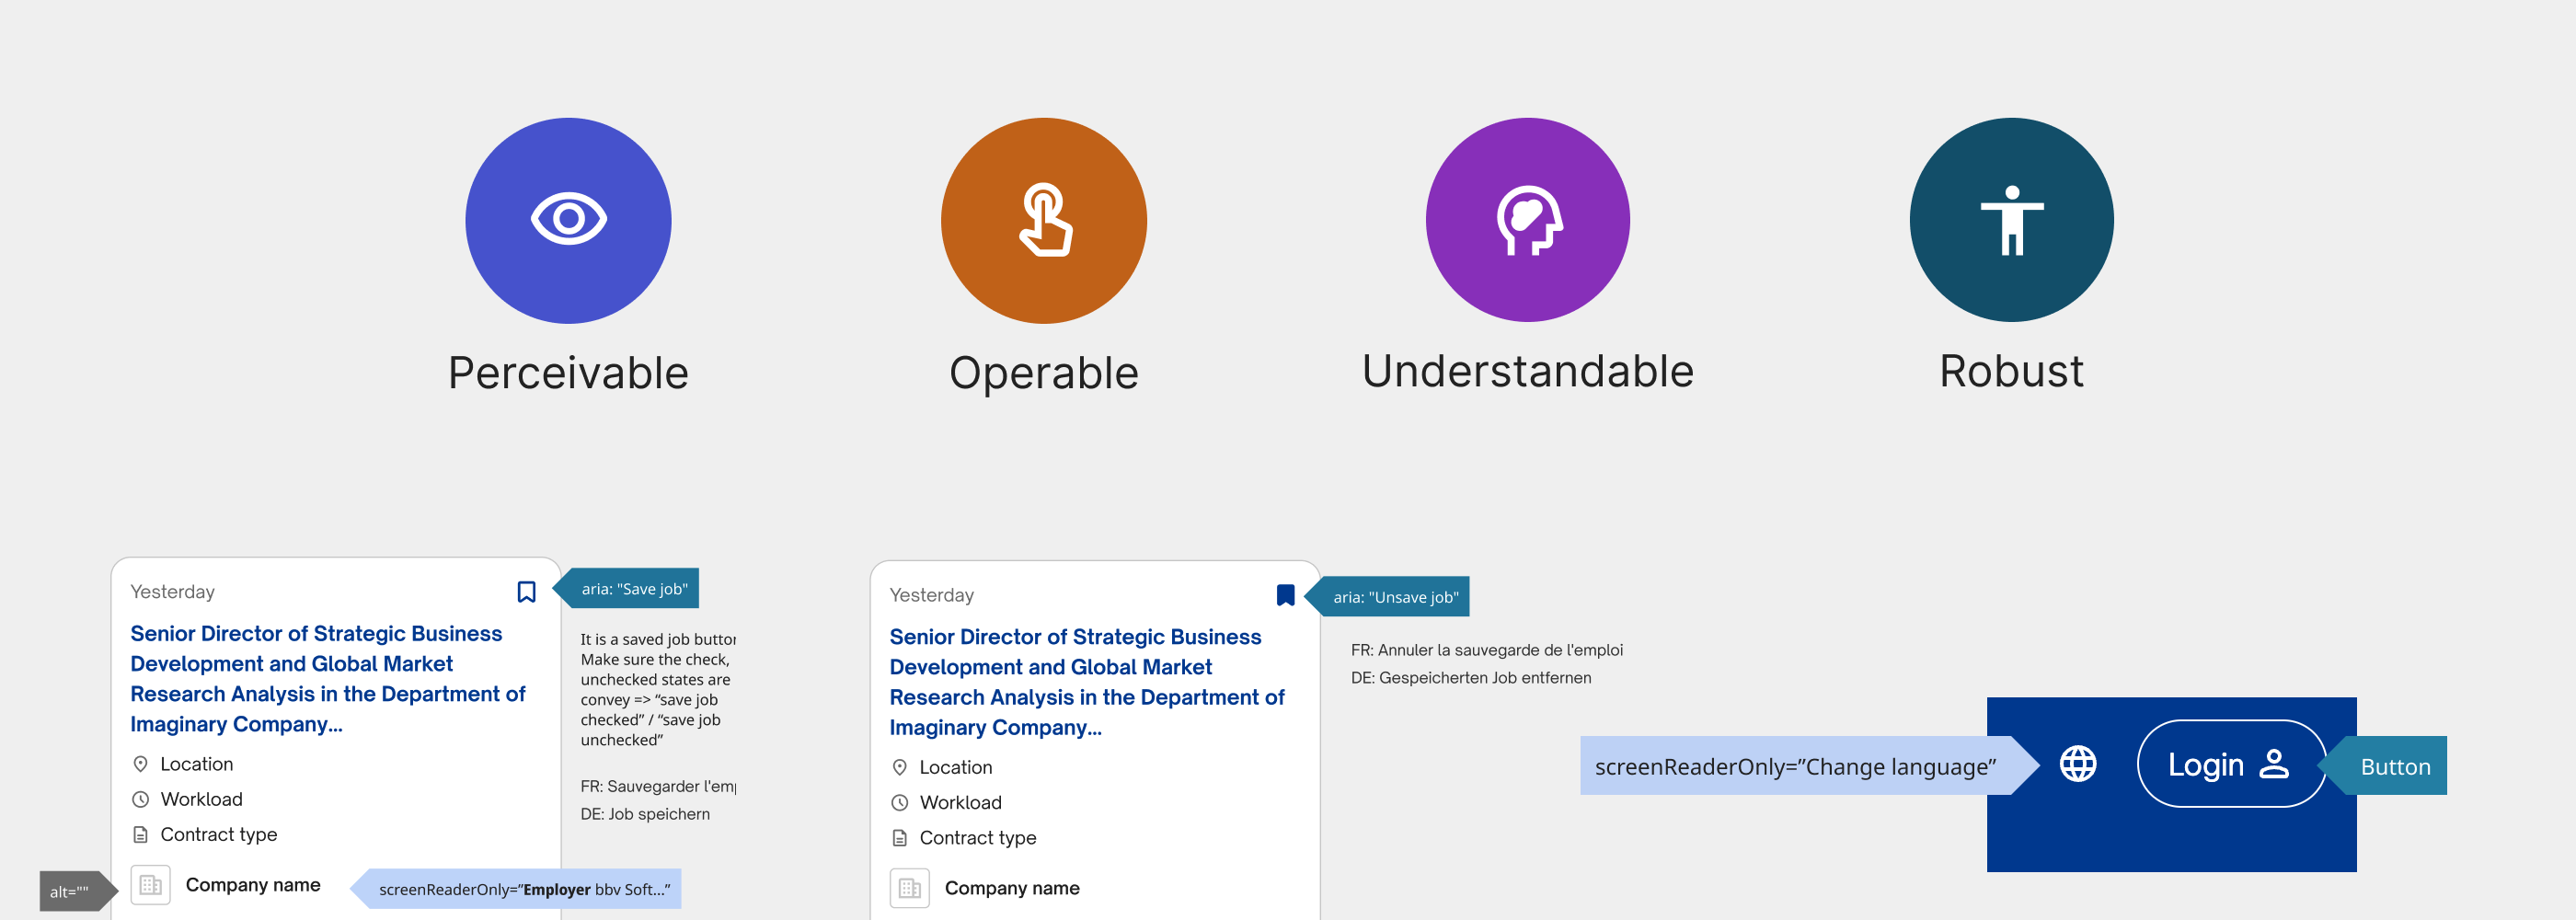 Perceivable
Operable
Understandable
Robust
Yesterday
aria: "Save job"
Senior Director of Strategic Business
Development and Global Market
Research Analysis in the Department of
Imaginary Company...
Location
Workload
Contract type
alt=""
Company name
screenReaderOnly=”Employer bbv Soft...”
It is a saved job button
Make sure the check,
unchecked states are
convey => “save job
checked” / “save job
unchecked”
FR: Sauvegarder
DE: Job speichern
Yesterday
aria: "Unsave job"
Senior Director of Strategic Business
Development and Global Market
Research Analysis in the Department of
Imaginary Company...
Location
Workload
Contract type
Company name
FR: Annuler la sauvegarde de l'emploi
DE: Gespeicherten Job entfernen
screenReaderOnly=”Change language”
Login
Button